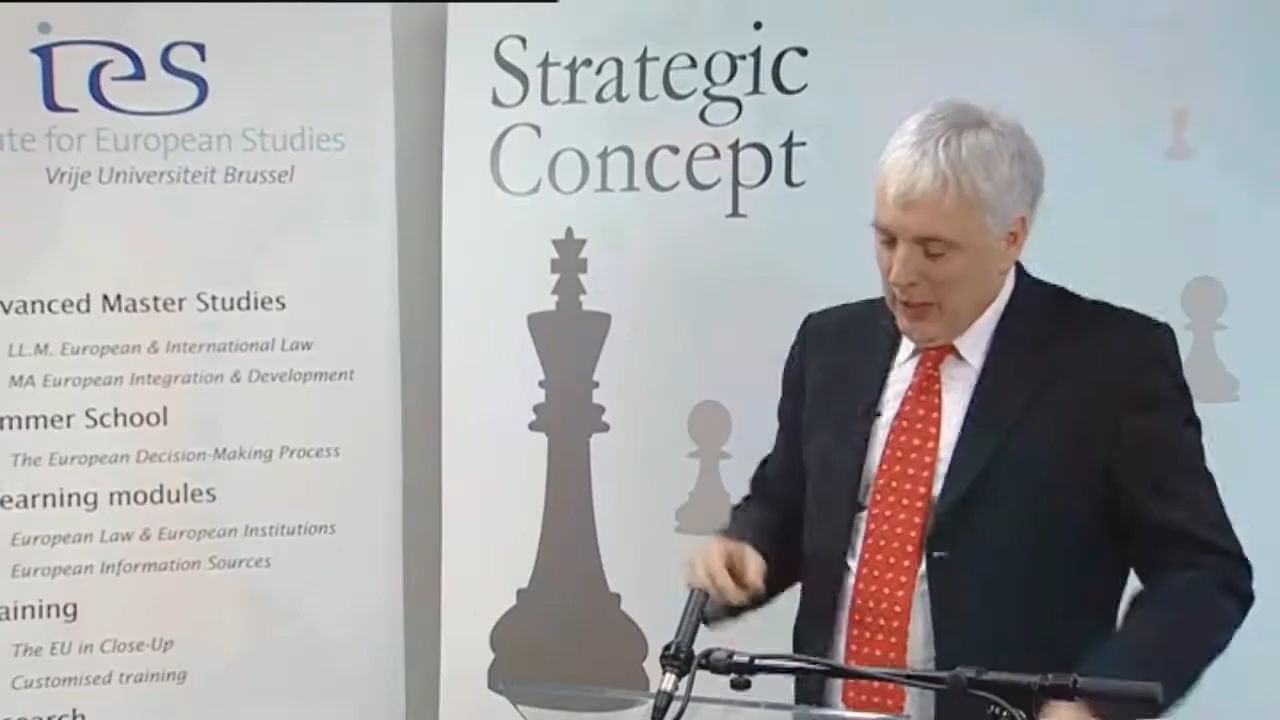 ies
ute for European Studies
Vrije Universiteit Brussel
vanced Master Studies
LL.M. European & International Law
MA European Integration & Development
mmer School
The European Decision-Making Process
earning modules
European Law & European Institutions
European Information Sources
aining
The EU in Close-Up
Customised training
search
Strategic
Concept